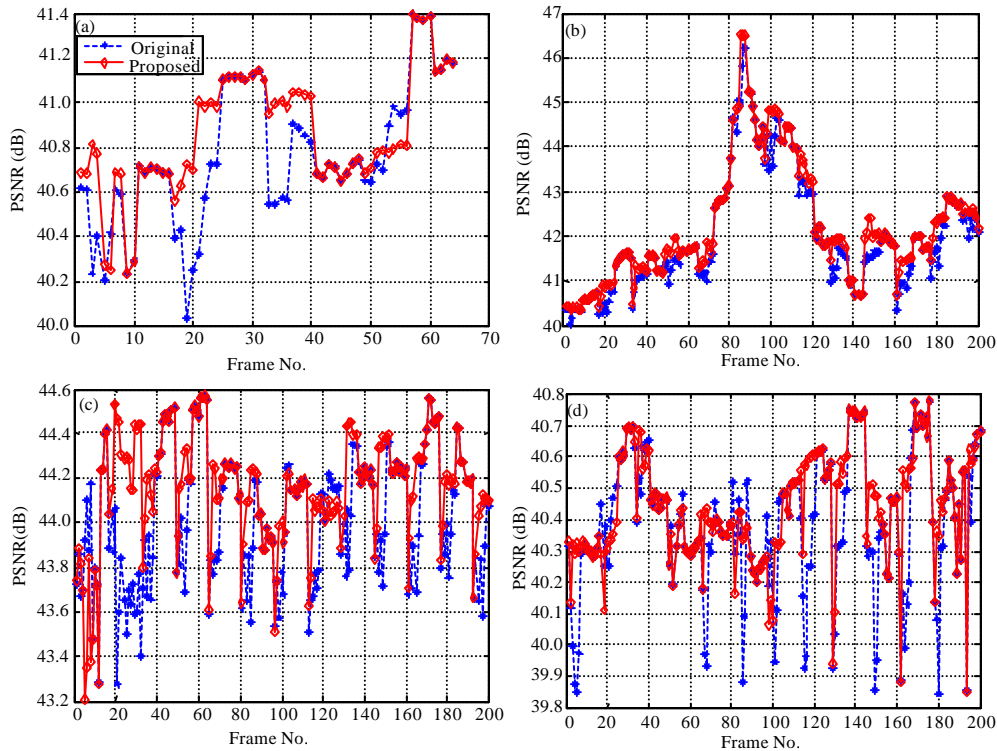 (a)
Original
Proposed
PSNR (dB)
41.4
41.2
41.0
40.8
40.6
40.4
40.2
40.0
0 10 20 30 40 50 60 70
Frame No.
(b)
PSNR (dB)
47
46
45
44
43
42
41
40
0 20 40 60 80 100 120 140 160 180 200
Frame No.
(c)
PSNR(dB)
44.6
44.4
44.2
44.0
43.8
43.6
43.4
43.2
0 20 40 60 80 100 120 140 160 180 200
Frame No.
(d)
PSNR (dB)
40.8
40.7
40.6
40.5
40.4
40.3
40.2
40.1
40.0
39.9
39.8
0 20 40 60 80 100 120 140 160 180 200
Frame No.